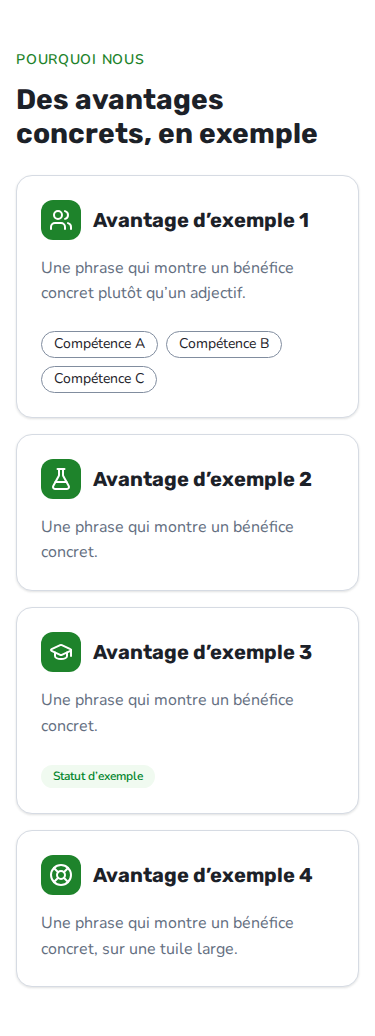 POURQUOI NOUS
Des avantages
concrets, en exemple
Avantage d’exemple 1
Une phrase qui montre un bénéfice
concret plutôt qu’un adjectif.
Compétence A
Compétence B
Compétence C
Avantage d’exemple 2
Une phrase qui montre un bénéfice
concret.
Avantage d’exemple 3
Une phrase qui montre un bénéfice
concret.
Statut d’exemple
Avantage d’exemple 4
Une phrase qui montre un bénéfice
concret, sur une tuile large.